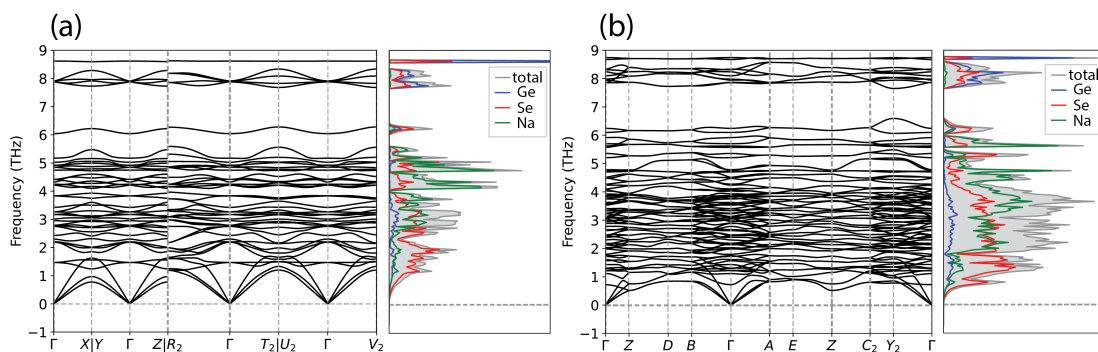 (a)
9
8
7
6
5
4
3
2
1
0
−1
Frequency (THz)
Γ X|Y Γ Z|R₂ Γ T₂|U₂ Γ V₂
total
Ge
Se
Na
(b)
9
8
7
6
5
4
3
2
1
0
−1
Frequency (THz)
Γ Z D B Γ A E Z C₂ Y₂ Γ
total
Ge
Se
Na